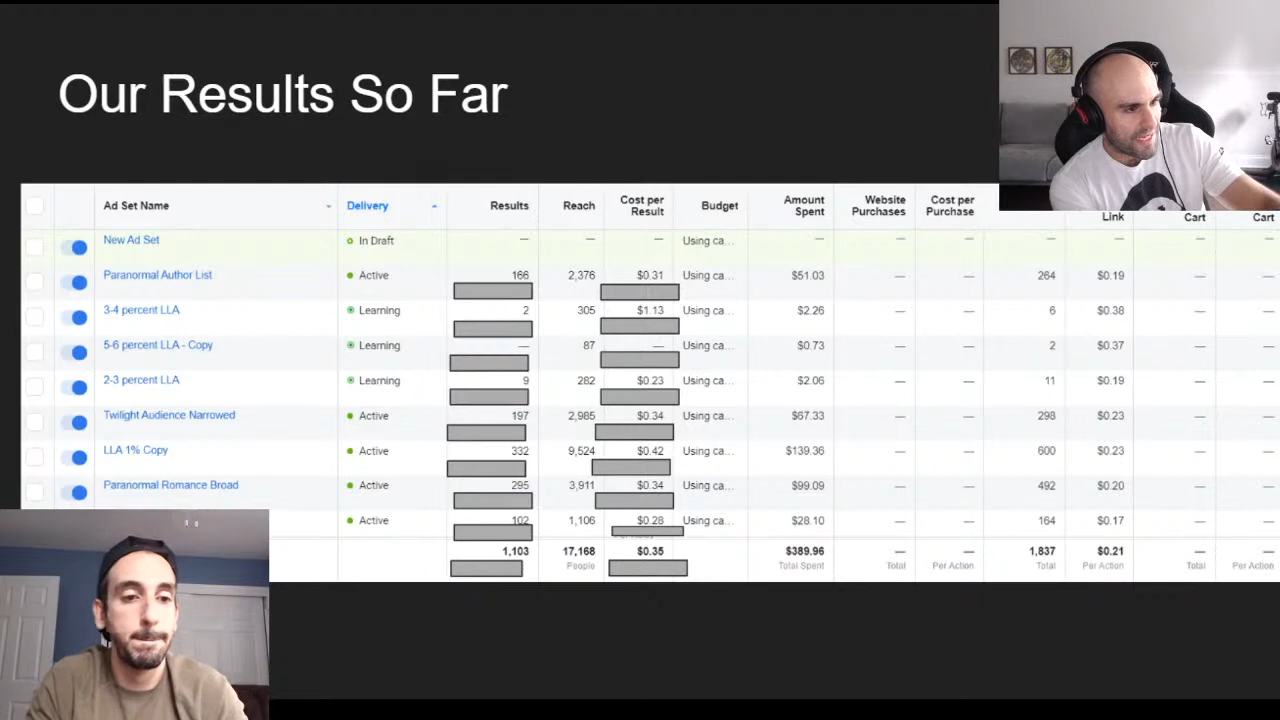 Our Results So Far
Ad Set Name Delivery Results Reach Cost per Result Budget Amount Spent Website Purchases Cost per Purchase Link Cart Cart
New Ad Set In Draft — — — Using ca... — — — — — — —
Paranormal Author List Active 166 2,376 $0.31 Using ca... $51.03 — — 264 $0.19 — —
3-4 percent LLA Learning 2 305 $1.13 Using ca... $2.26 — — 6 $0.38 — —
5-6 percent LLA - Copy Learning — 87 — Using ca... $0.73 — — 2 $0.37 — —
2-3 percent LLA Learning 9 282 $0.23 Using ca... $2.06 — — 11 $0.19 — —
Twilight Audience Narrowed Active 197 2,985 $0.34 Using ca... $67.33 — — 298 $0.23 — —
LLA 1% Copy Active 332 9,524 $0.42 Using ca... $139.36 — — 600 $0.23 — —
Paranormal Romance Broad Active 295 3,911 $0.34 Using ca... $99.09 — — 492 $0.20 — —
Active 102 1,106 $0.28 Using ca... $28.10 — — 164 $0.17 — —
1,103 17,168 $0.35 $389.96 — — 1,837 $0.21 — —
People Total Spent Total Per Action Total Per Action Total Per Action